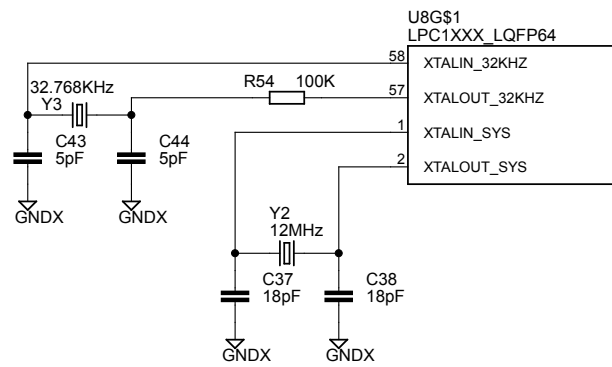 U8G$1
LPC1XXX_LQFP64
58 XTALIN_32KHZ
32.768KHz
R54 100K
57 XTALOUT_32KHZ
Y3
1 XTALIN_SYS
C43
5pF
C44
5pF
2 XTALOUT_SYS
GNDX
GNDX
Y2
12MHz
C37
18pF
C38
18pF
GNDX
GNDX